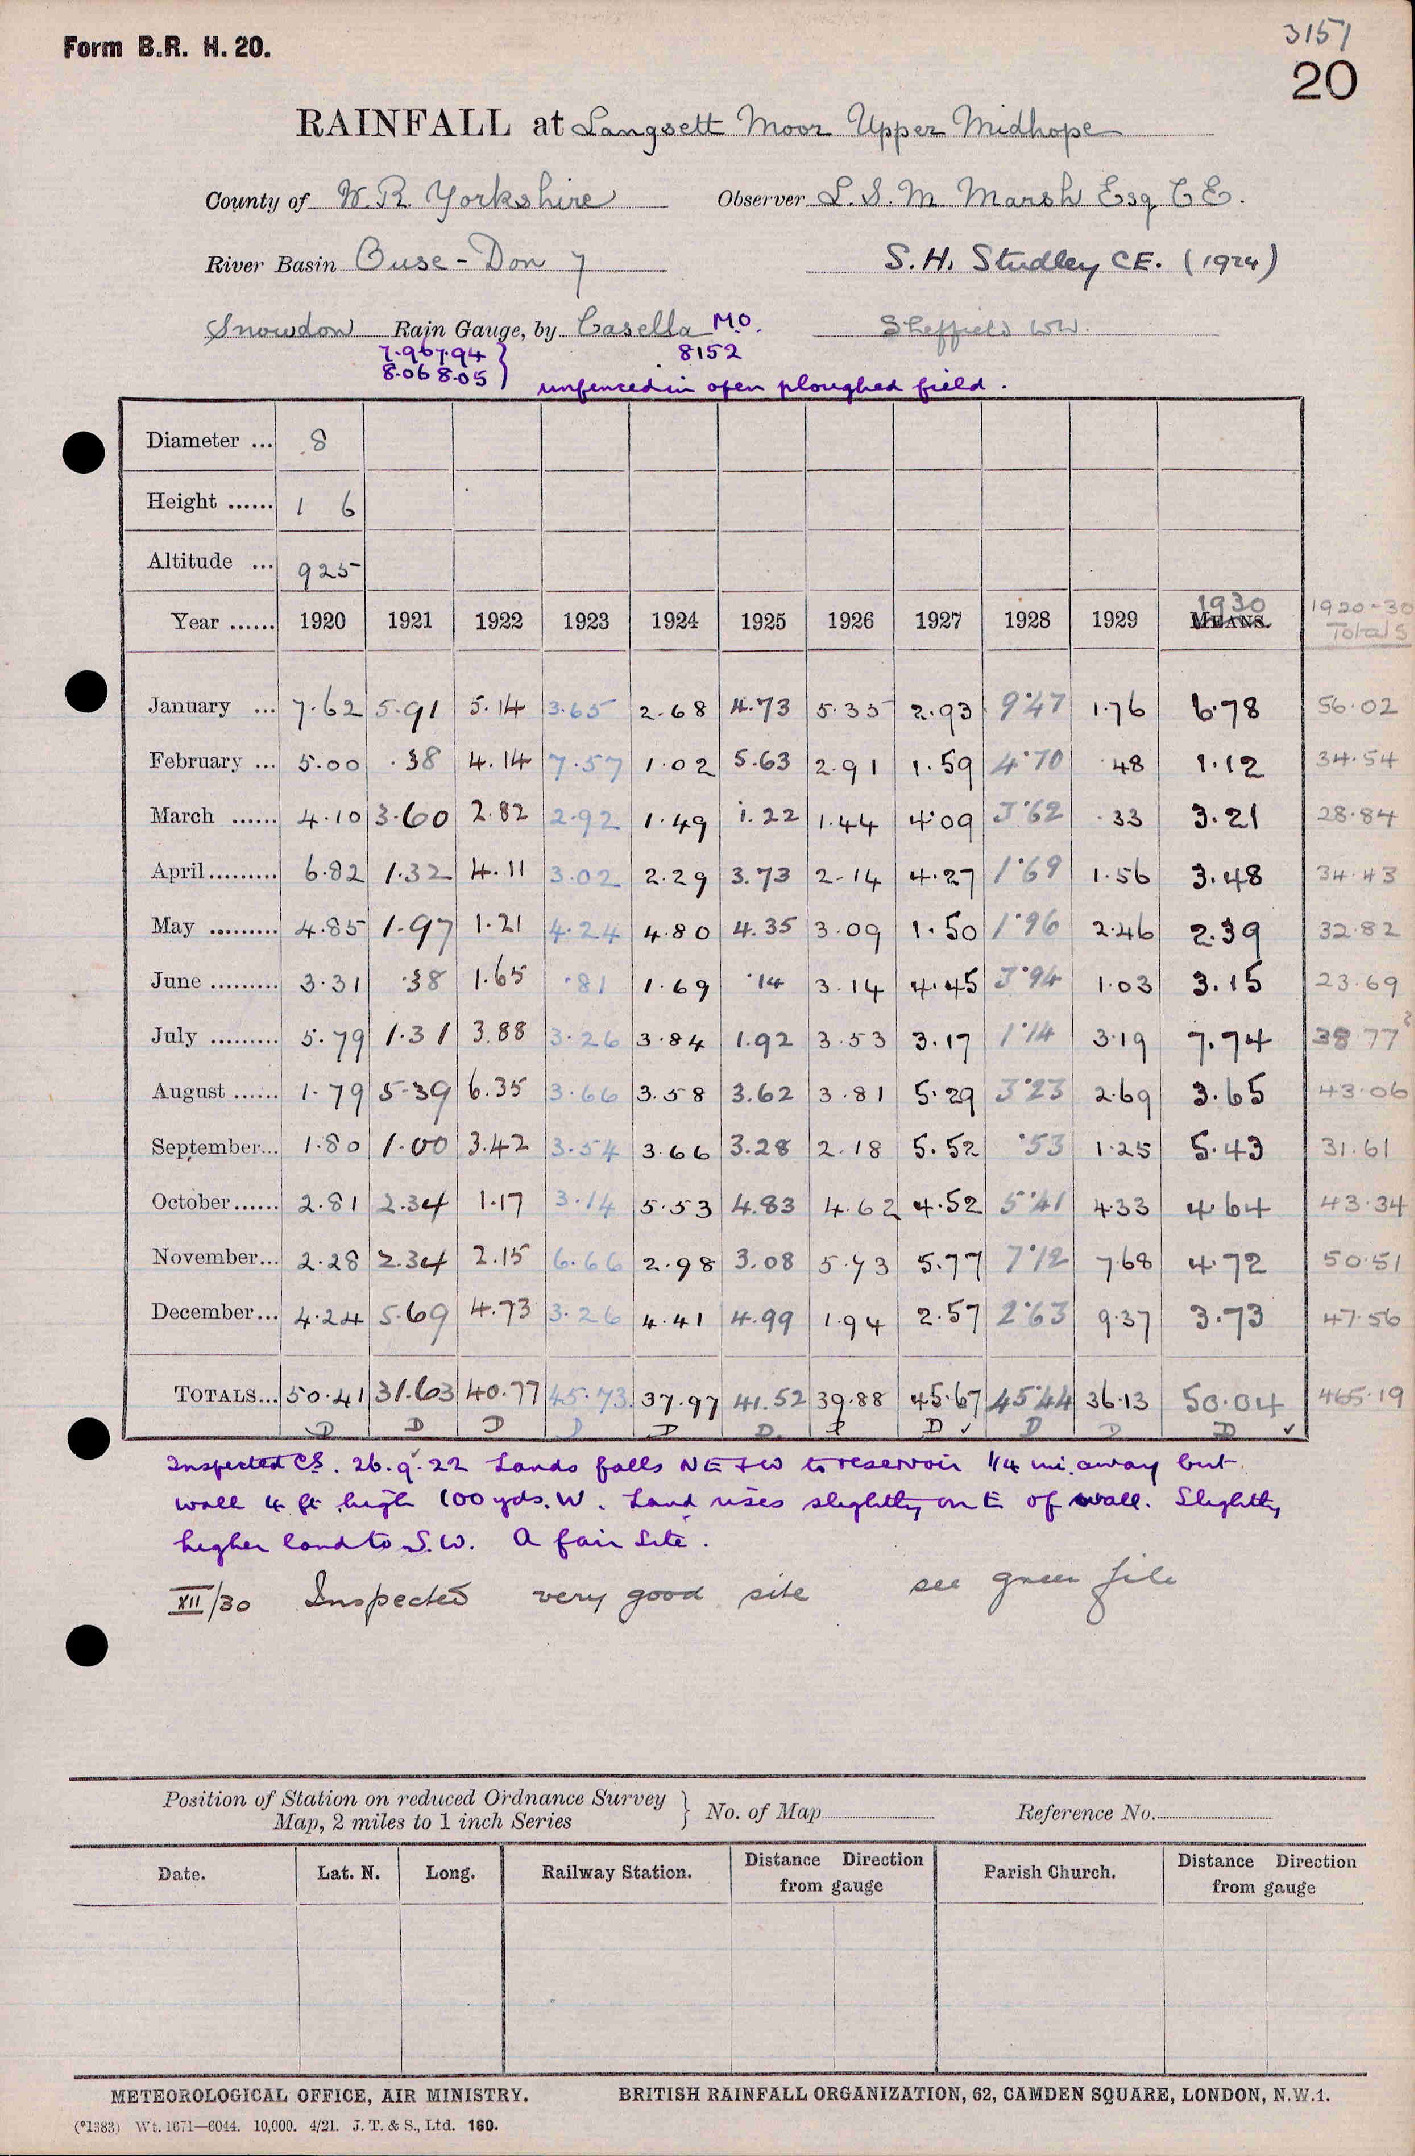 3151
Form B.R. H. 20.
20
RAINFALL at Langsett Moor Upper Midhope
County of W.R. Yorkshire Observer L.S.M. Marsh Esq C E.
River Basin Ouse - Don 7 S.H. Studley CE. (1924)
Snowdon Rain Gauge, by Casella M.O. Sheffield WW.
7.96 7.94 8152
8.06 8.05 } unfenced in open ploughed field.
Diameter ... 8
Height ...... 1 6
Altitude ... 925
1930 1920-30
Year ...... 1920 1921 1922 1923 1924 1925 1926 1927 1928 1929 MEANS. Totals
January ... 7.62 5.91 5.14 3.65 2.68 4.73 5.35 2.93 9.47 1.76 6.78 56.02
February ... 5.00 .38 4.14 7.57 1.02 5.63 2.91 1.59 4.70 .48 1.12 34.54
March ...... 4.10 3.60 2.82 2.92 1.49 1.22 1.44 4.09 3.62 .33 3.21 28.84
April......... 6.82 1.32 4.11 3.02 2.29 3.73 2.14 4.27 1.69 1.56 3.48 34.43
May ......... 4.85 1.97 1.21 4.24 4.80 4.35 3.09 1.50 1.96 2.46 2.39 32.82
June ......... 3.31 .38 1.65 .81 1.69 .14 3.14 4.45 3.94 1.03 3.15 23.69
July ......... 5.79 1.31 3.88 3.26 3.84 1.92 3.53 3.17 1.14 3.19 7.74 38.77
August ...... 1.79 5.39 6.35 3.66 3.58 3.62 3.81 5.29 3.23 2.69 3.65 43.06
September... 1.80 1.00 3.42 3.54 3.66 3.28 2.18 5.52 .53 1.25 5.43 31.61
October...... 2.81 2.34 1.17 3.14 5.53 4.83 4.62 4.52 5.41 4.33 4.64 43.34
November... 2.28 2.34 2.15 6.66 2.98 3.08 5.73 5.77 7.12 7.68 4.72 50.51
December... 4.24 5.69 4.73 3.26 4.41 4.99 1.94 2.57 2.63 9.37 3.73 47.56
TOTALS... 50.41 31.63 40.77 45.73 37.97 41.52 39.88 45.67 45.44 36.13 50.04 465.19
D D D D D D. D D ✓ D D D ✓
Inspected CS. 26.9.22 Lands falls NE + W to reservoir 1/4 mi. away but
wall 4 ft high 100 yds. W. Land rises slightly on E of wall. Slightly
higher land to S.W. A fair site.
XII/30 Inspected very good site see green file
Position of Station on reduced Ordnance Survey
Map, 2 miles to 1 inch Series } No. of Map Reference No.
Date. Lat. N. Long. Railway Station. Distance Direction from gauge Parish Church. Distance Direction from gauge
METEOROLOGICAL OFFICE, AIR MINISTRY. BRITISH RAINFALL ORGANIZATION, 62, CAMDEN SQUARE, LONDON, N.W.1.
(*1383) Wt. 1671—6044. 10,000. 4/21. J. T. & S., Ltd. 160.